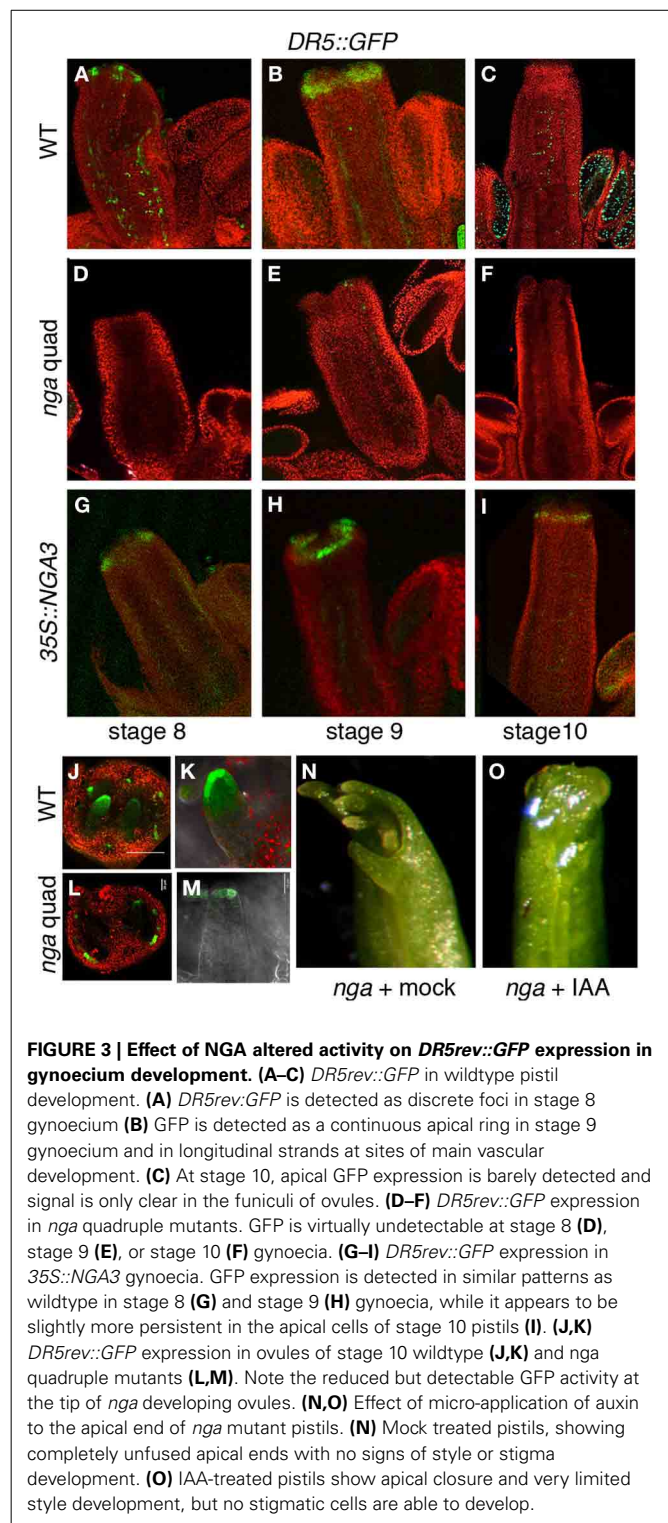 DR5::GFP
A B C
WT
D E F
nga quad
G H I
35S::NGA3
stage 8 stage 9 stage10
J K N O
WT
L M
nga quad
nga + mock nga + IAA
FIGURE 3 | Effect of NGA altered activity on DR5rev::GFP expression in
gynoecium development. (A–C) DR5rev::GFP in wildtype pistil
development. (A) DR5rev:GFP is detected as discrete foci in stage 8
gynoecium (B) GFP is detected as a continuous apical ring in stage 9
gynoecium and in longitudinal strands at sites of main vascular
development. (C) At stage 10, apical GFP expression is barely detected and
signal is only clear in the funiculi of ovules. (D–F) DR5rev::GFP expression
in nga quadruple mutants. GFP is virtually undetectable at stage 8 (D),
stage 9 (E), or stage 10 (F) gynoecia. (G–I) DR5rev::GFP expression in
35S::NGA3 gynoecia. GFP expression is detected in similar patterns as
wildtype in stage 8 (G) and stage 9 (H) gynoecia, while it appears to be
slightly more persistent in the apical cells of stage 10 pistils (I). (J,K)
DR5rev::GFP expression in ovules of stage 10 wildtype (J,K) and nga
quadruple mutants (L,M). Note the reduced but detectable GFP activity at
the tip of nga developing ovules. (N,O) Effect of micro-application of auxin
to the apical end of nga mutant pistils. (N) Mock treated pistils, showing
completely unfused apical ends with no signs of style or stigma
development. (O) IAA-treated pistils show apical closure and very limited
style development, but no stigmatic cells are able to develop.